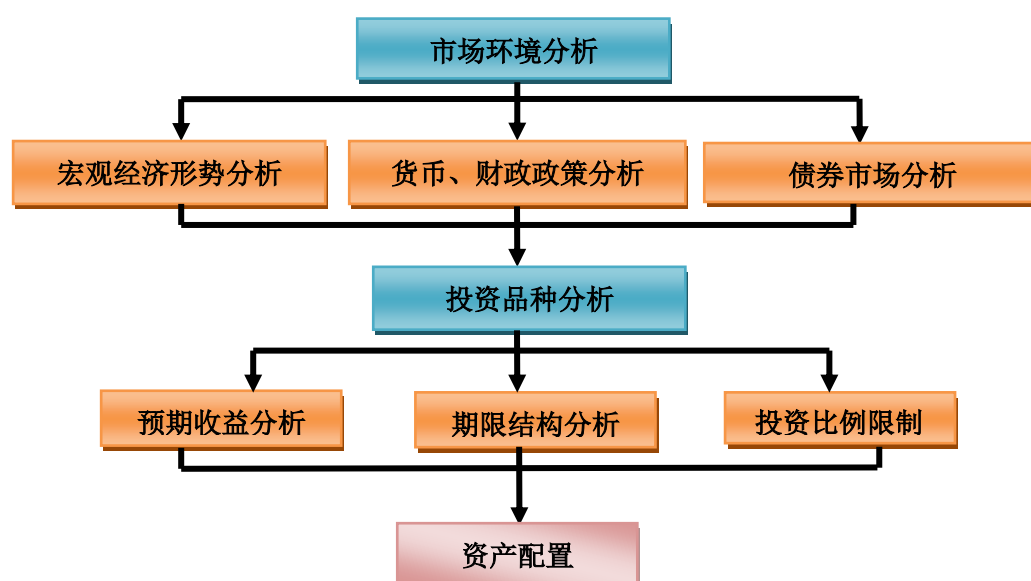 市场环境分析
宏观经济形势分析
货币、财政政策分析
债券市场分析
投资品种分析
预期收益分析
期限结构分析
投资比例限制
资产配置